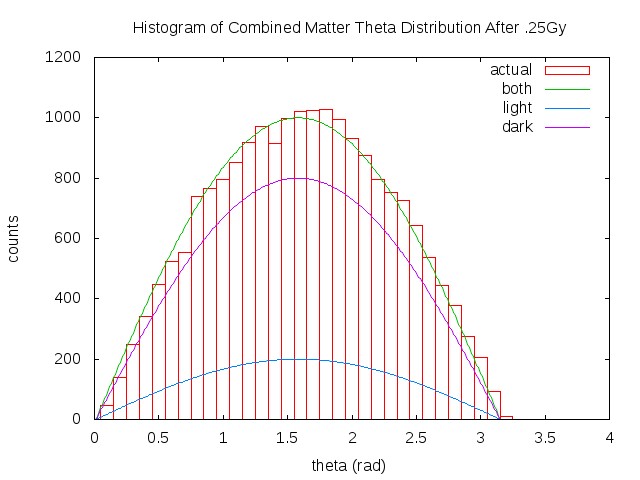 Histogram of Combined Matter Theta Distribution After .25Gy
1200
1000
800
600
400
200
0
counts
actual
both
light
dark
0 0.5 1 1.5 2 2.5 3 3.5 4
theta (rad)